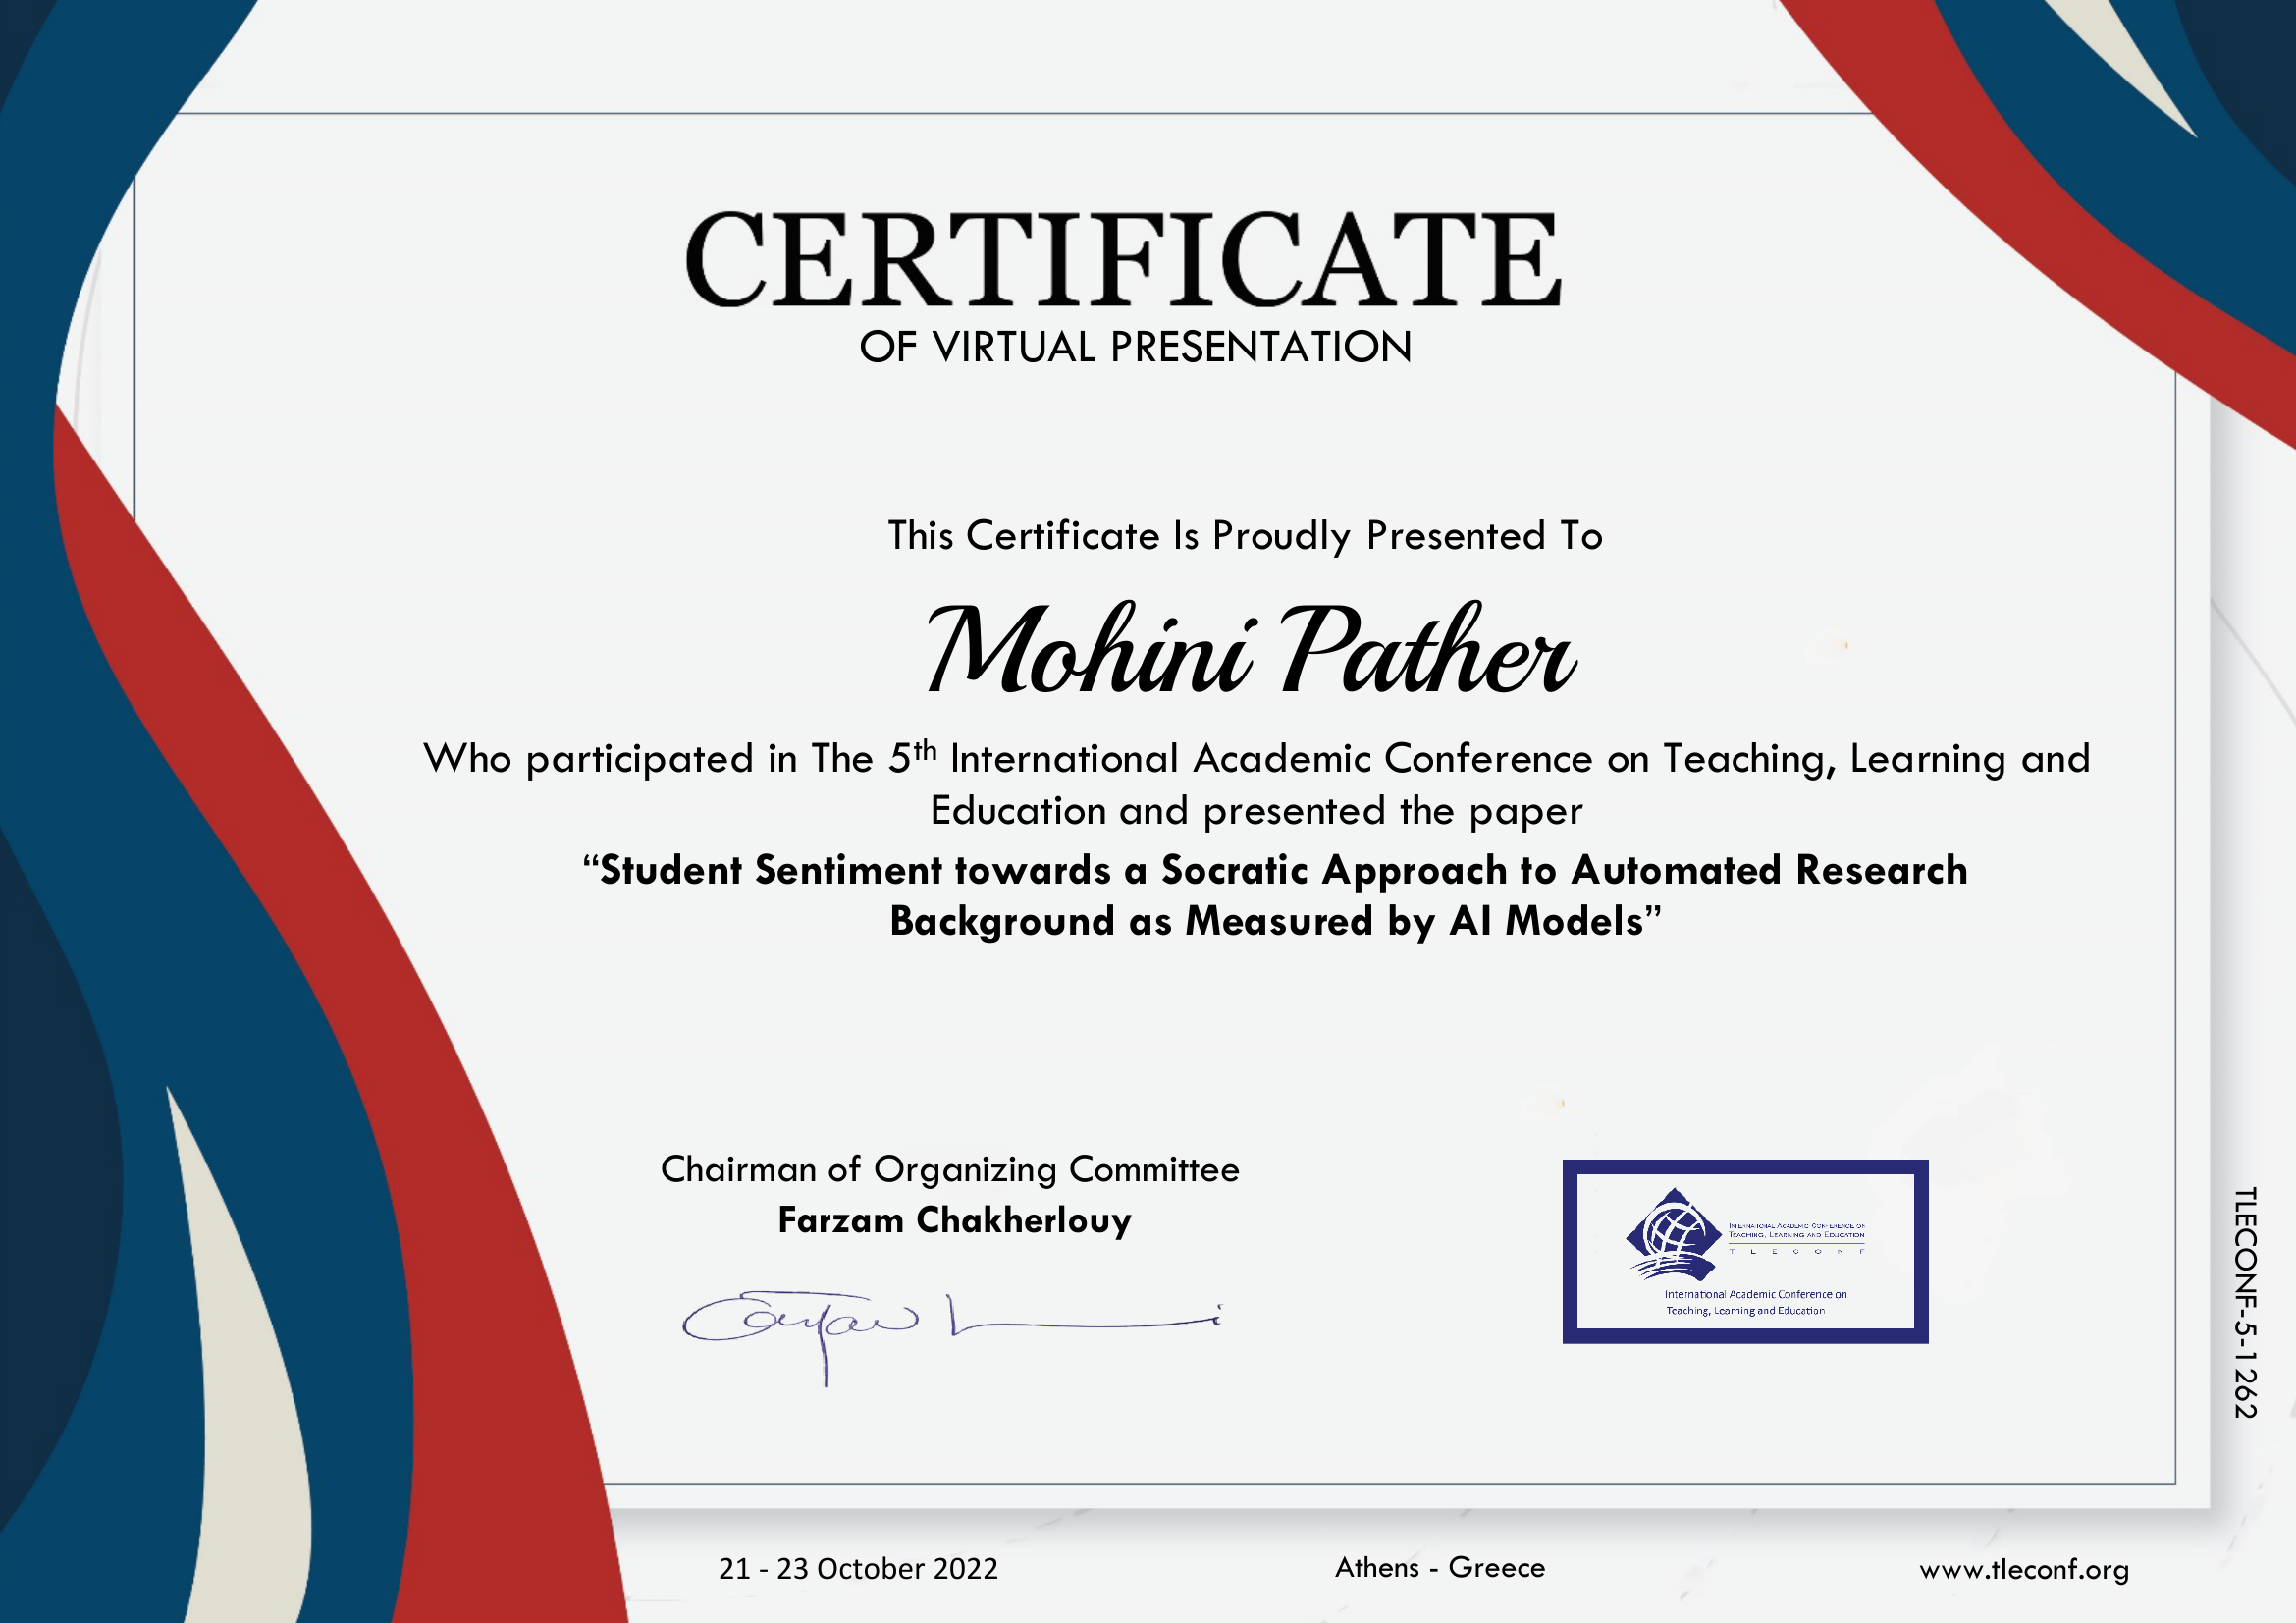 CERTIFICATE
OF VIRTUAL PRESENTATION
This Certificate Is Proudly Presented To
Mohini Pather
Who participated in The 5th International Academic Conference on Teaching, Learning and
Education and presented the paper
“Student Sentiment towards a Socratic Approach to Automated Research
Background as Measured by AI Models”
Chairman of Organizing Committee
Farzam Chakherlouy
International Academic Conference on
Teaching, Learning and Education
TLECONF
International Academic Conference on
Teaching, Learning and Education
TLECONF-5-1262
21 - 23 October 2022
Athens - Greece
www.tleconf.org